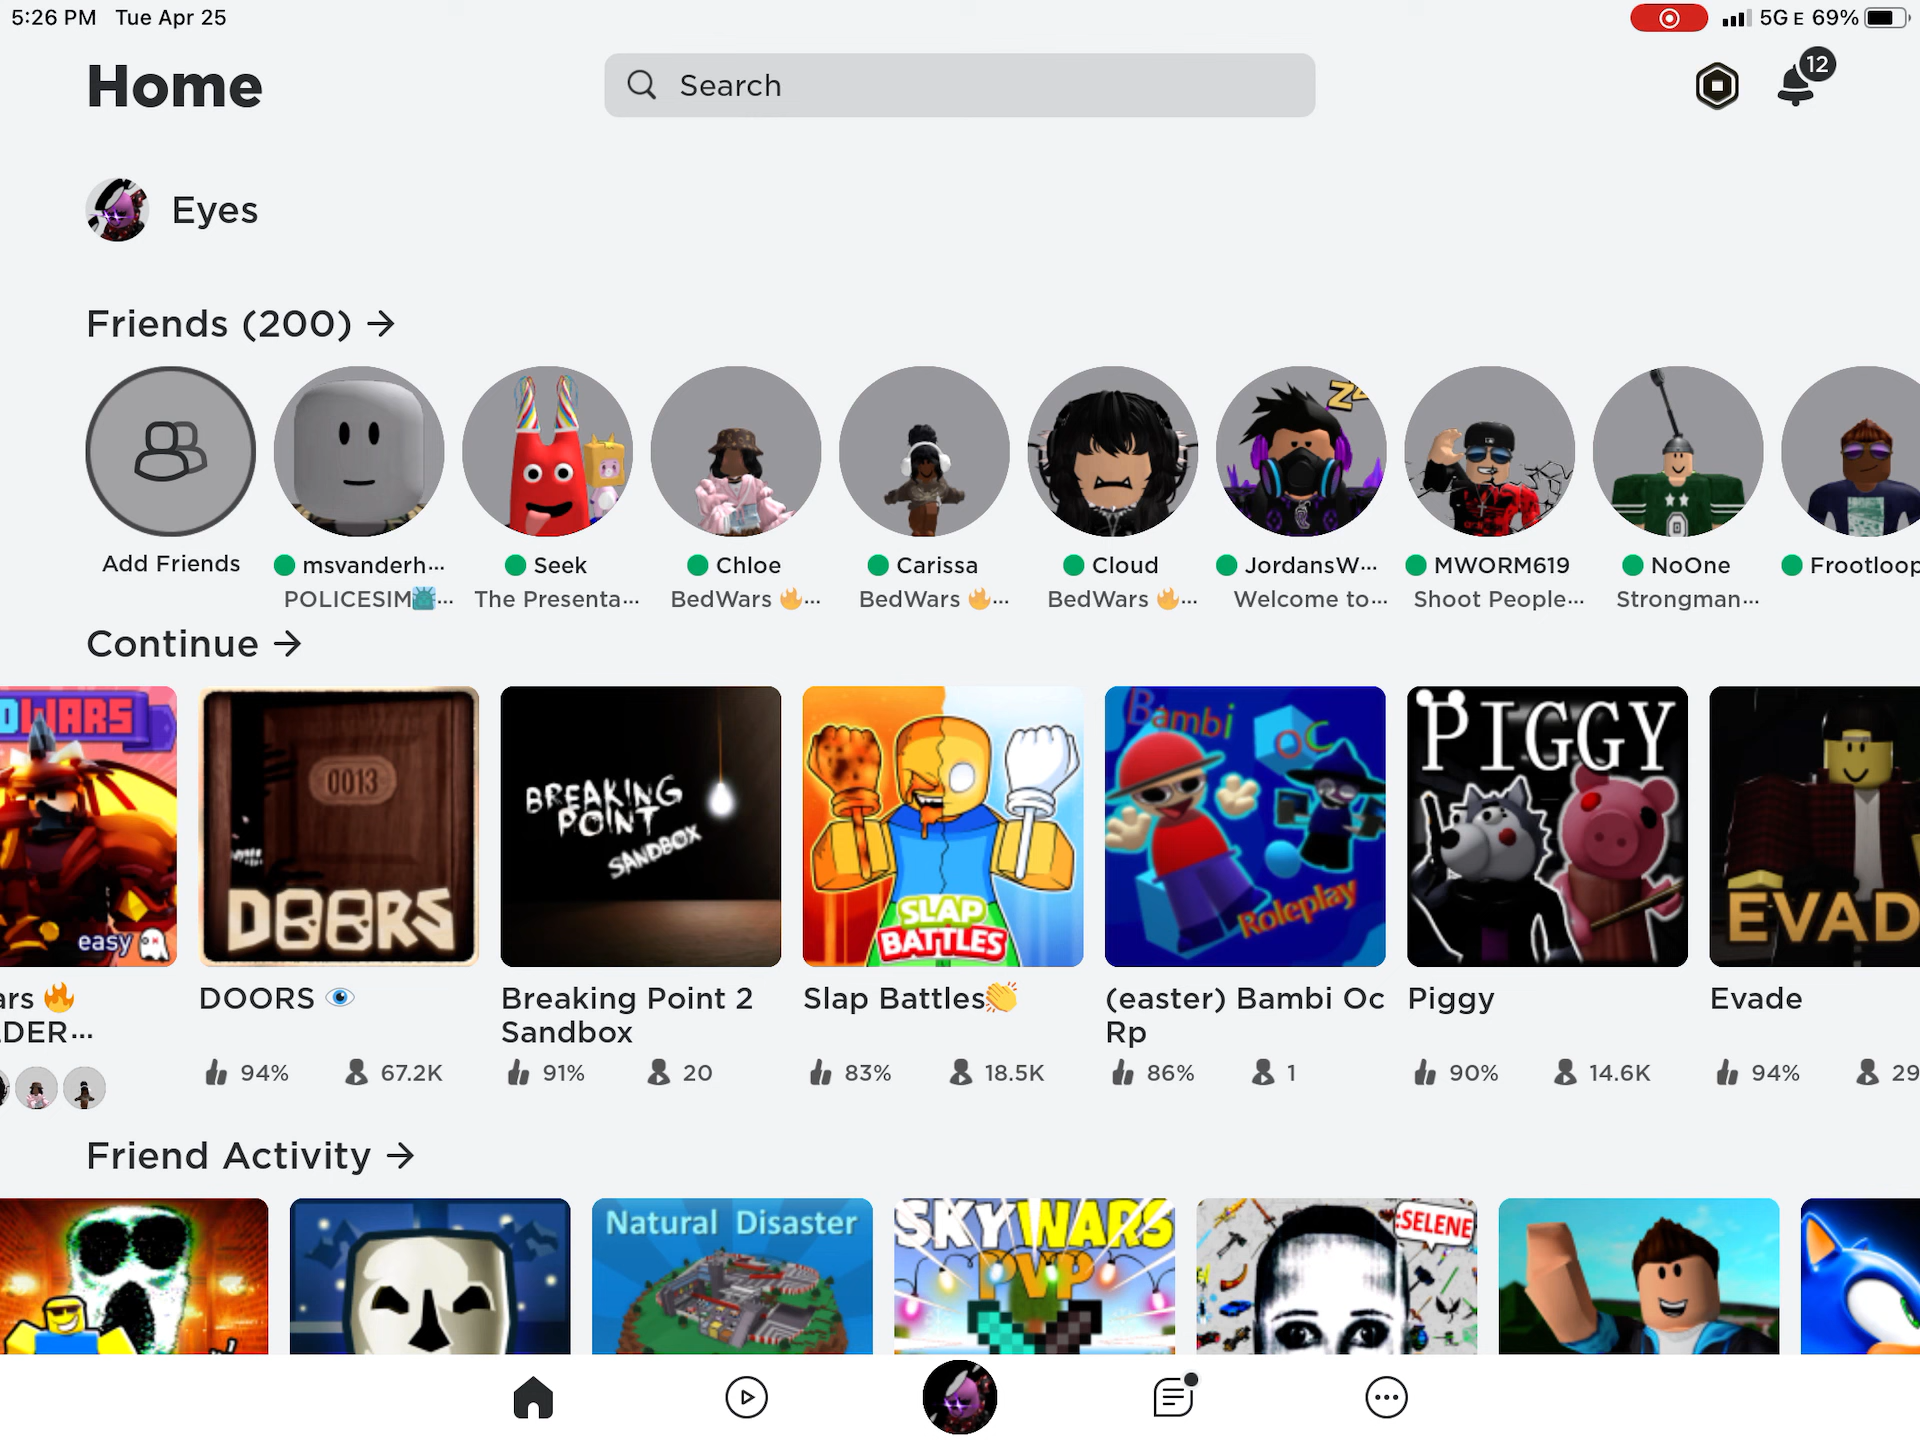 5:26 PM Tue Apr 25
5G E 69%
Home
Search
12
Eyes
Friends (200) →
Add Friends
msvanderh...
Seek
Chloe
Carissa
Cloud
JordansW...
MWORM619
NoOne
Frootloop
POLICESIM🗽...
The Presenta...
BedWars 🔥...
BedWars 🔥...
BedWars 🔥...
Welcome to...
Shoot People...
Strongman...
Continue →
DWARS
easy
0013
DOORS
BREAKING
POINT
SANDBOX
SLAP
BATTLES
Bambi
OC
Roleplay
PIGGY
EVAD
ars 🔥
LDER...
DOORS 👁
94% 67.2K
Breaking Point 2
Sandbox
91% 20
Slap Battles👏
83% 18.5K
(easter) Bambi Oc
Rp
86% 1
Piggy
90% 14.6K
Evade
94% 29
Friend Activity →
Natural Disaster
SKYWARS
PVP
:SELENE